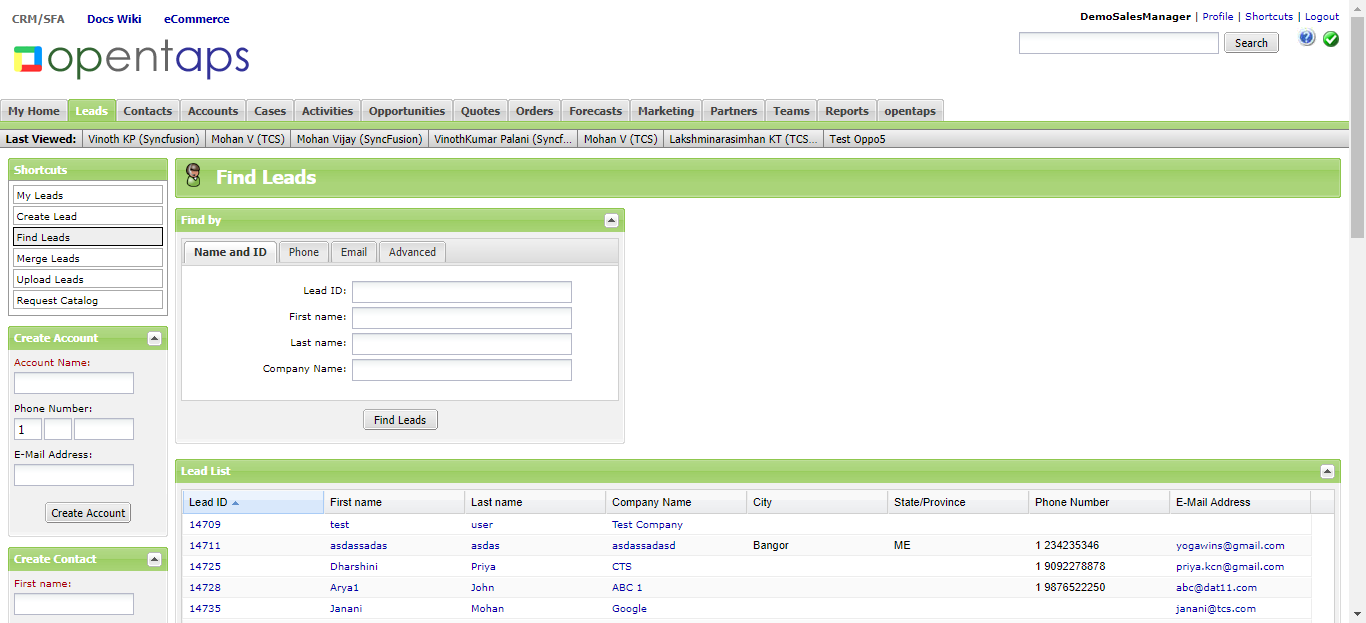 CRM/SFA Docs Wiki eCommerce
DemoSalesManager | Profile | Shortcuts | Logout
opentaps
Search
My Home Leads Contacts Accounts Cases Activities Opportunities Quotes Orders Forecasts Marketing Partners Teams Reports opentaps
Last Viewed: Vinoth KP (Syncfusion) Mohan V (TCS) Mohan Vijay (SyncFusion) VinothKumar Palani (Syncf... Mohan V (TCS) Lakshminarasimhan KT (TCS... Test Oppo5
Shortcuts
My Leads
Create Lead
Find Leads
Merge Leads
Upload Leads
Request Catalog
Create Account
Account Name:
Phone Number:
1
E-Mail Address:
Create Account
Create Contact
First name:
Find Leads
Find by
Name and ID Phone Email Advanced
Lead ID:
First name:
Last name:
Company Name:
Find Leads
Lead List
Lead ID First name Last name Company Name City State/Province Phone Number E-Mail Address
14709 test user Test Company
14711 asdassadas asdas asdassadasd Bangor ME 1 234235346 yogawins@gmail.com
14725 Dharshini Priya CTS 1 9092278878 priya.kcn@gmail.com
14728 Arya1 John ABC 1 1 9876522250 abc@dat11.com
14735 Janani Mohan Google janani@tcs.com